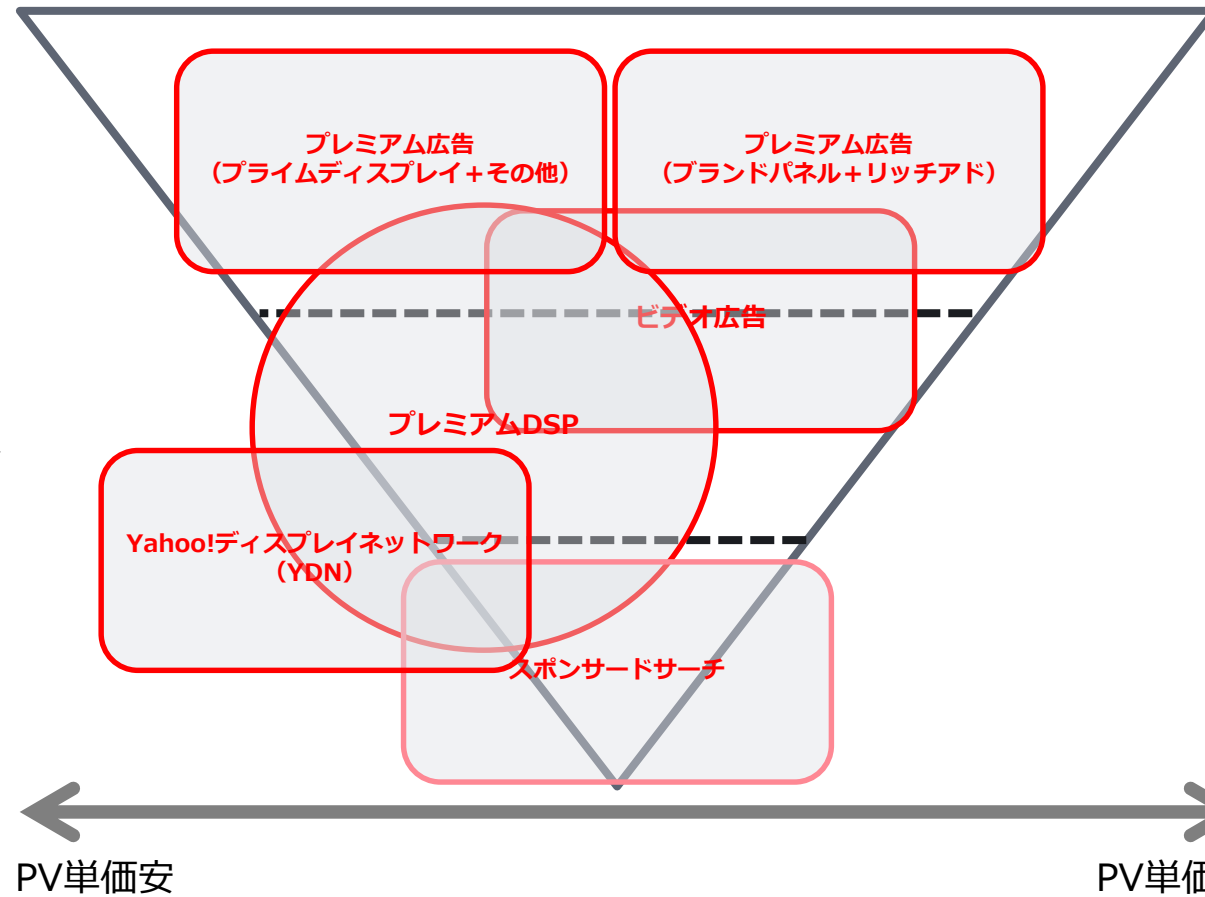 プレミアム広告
（プライムディスプレイ＋その他）
プレミアム広告
（ブランドパネル＋リッチアド）
ビデオ広告
プレミアムDSP
Yahoo!ディスプレイネットワーク
（YDN）
スポンサードサーチ
PV単価安
PV単価